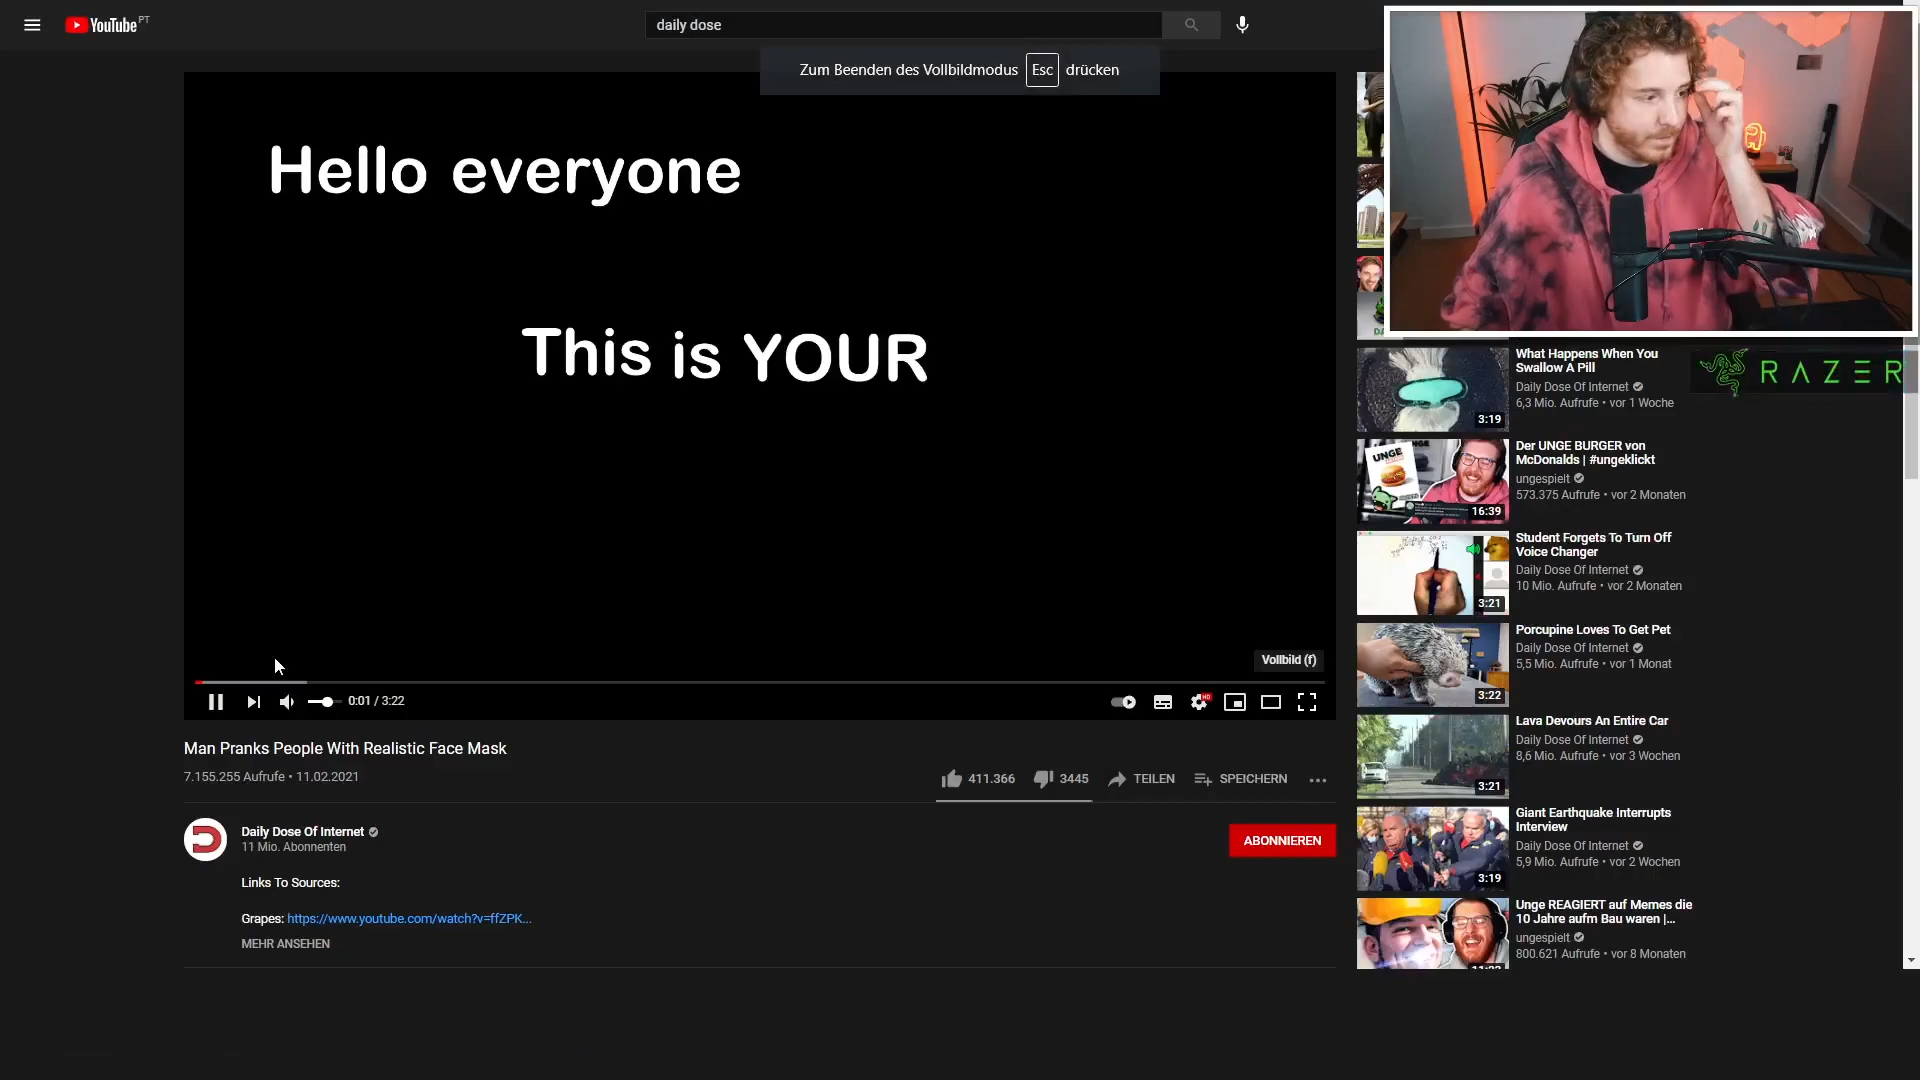 YouTube PT
daily dose
Zum Beenden des Vollbildmodus Esc drücken
Hello everyone
This is YOUR
Vollbild (f)
0:01 / 3:22
HD
Man Pranks People With Realistic Face Mask
7.155.255 Aufrufe • 11.02.2021
411.366
3445
TEILEN
SPEICHERN
Daily Dose Of Internet
11 Mio. Abonnenten
ABONNIEREN
Links To Sources:
Grapes: https://www.youtube.com/watch?v=ffZPK...
MEHR ANSEHEN
RAZER
What Happens When You
Swallow A Pill
Daily Dose Of Internet
6,3 Mio. Aufrufe • vor 1 Woche
3:19
Der UNGE BURGER von
McDonalds | #ungeklickt
ungespielt
573.375 Aufrufe • vor 2 Monaten
UNGE
16:39
Student Forgets To Turn Off
Voice Changer
Daily Dose Of Internet
10 Mio. Aufrufe • vor 2 Monaten
3:21
Porcupine Loves To Get Pet
Daily Dose Of Internet
5,5 Mio. Aufrufe • vor 1 Monat
3:22
Lava Devours An Entire Car
Daily Dose Of Internet
8,6 Mio. Aufrufe • vor 3 Wochen
3:21
Giant Earthquake Interrupts
Interview
Daily Dose Of Internet
5,9 Mio. Aufrufe • vor 2 Wochen
3:19
Unge REAGIERT auf Memes die
10 Jahre aufm Bau waren |...
ungespielt
800.621 Aufrufe • vor 8 Monaten